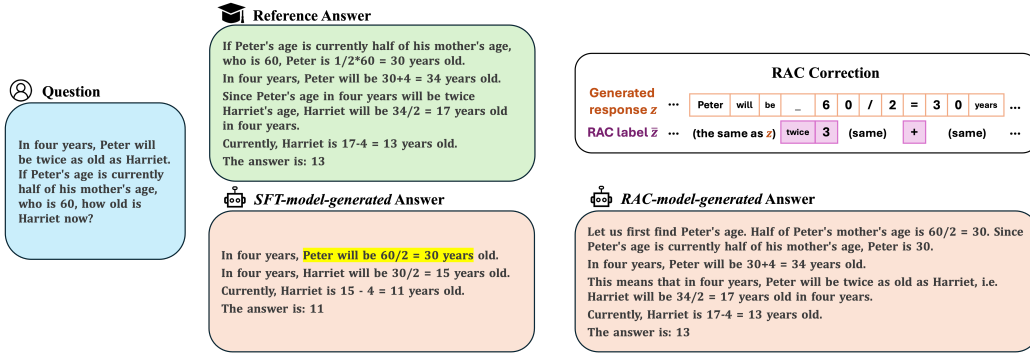 Question
In four years, Peter will
be twice as old as Harriet.
If Peter's age is currently
half of his mother's age,
who is 60, how old is
Harriet now?
Reference Answer
If Peter's age is currently half of his mother's age,
who is 60, Peter is 1/2*60 = 30 years old.
In four years, Peter will be 30+4 = 34 years old.
Since Peter's age in four years will be twice
Harriet's age, Harriet will be 34/2 = 17 years old
in four years.
Currently, Harriet is 17-4 = 13 years old.
The answer is: 13
SFT-model-generated Answer
In four years, Peter will be 60/2 = 30 years old.
In four years, Harriet will be 30/2 = 15 years old.
Currently, Harriet is 15 - 4 = 11 years old.
The answer is: 11
RAC Correction
Generated
response z ... Peter will be _ 6 0 / 2 = 3 0 years ...
RAC label z̃ ... (the same as z) twice 3 (same) + (same) ...
RAC-model-generated Answer
Let us first find Peter's age. Half of Peter's mother's age is 60/2 = 30. Since
Peter's age is currently half of his mother's age, Peter is 30.
In four years, Peter will be 30+4 = 34 years old.
This means that in four years, Peter will be twice as old as Harriet, i.e.
Harriet will be 34/2 = 17 years old in four years.
Currently, Harriet is 17-4 = 13 years old.
The answer is: 13